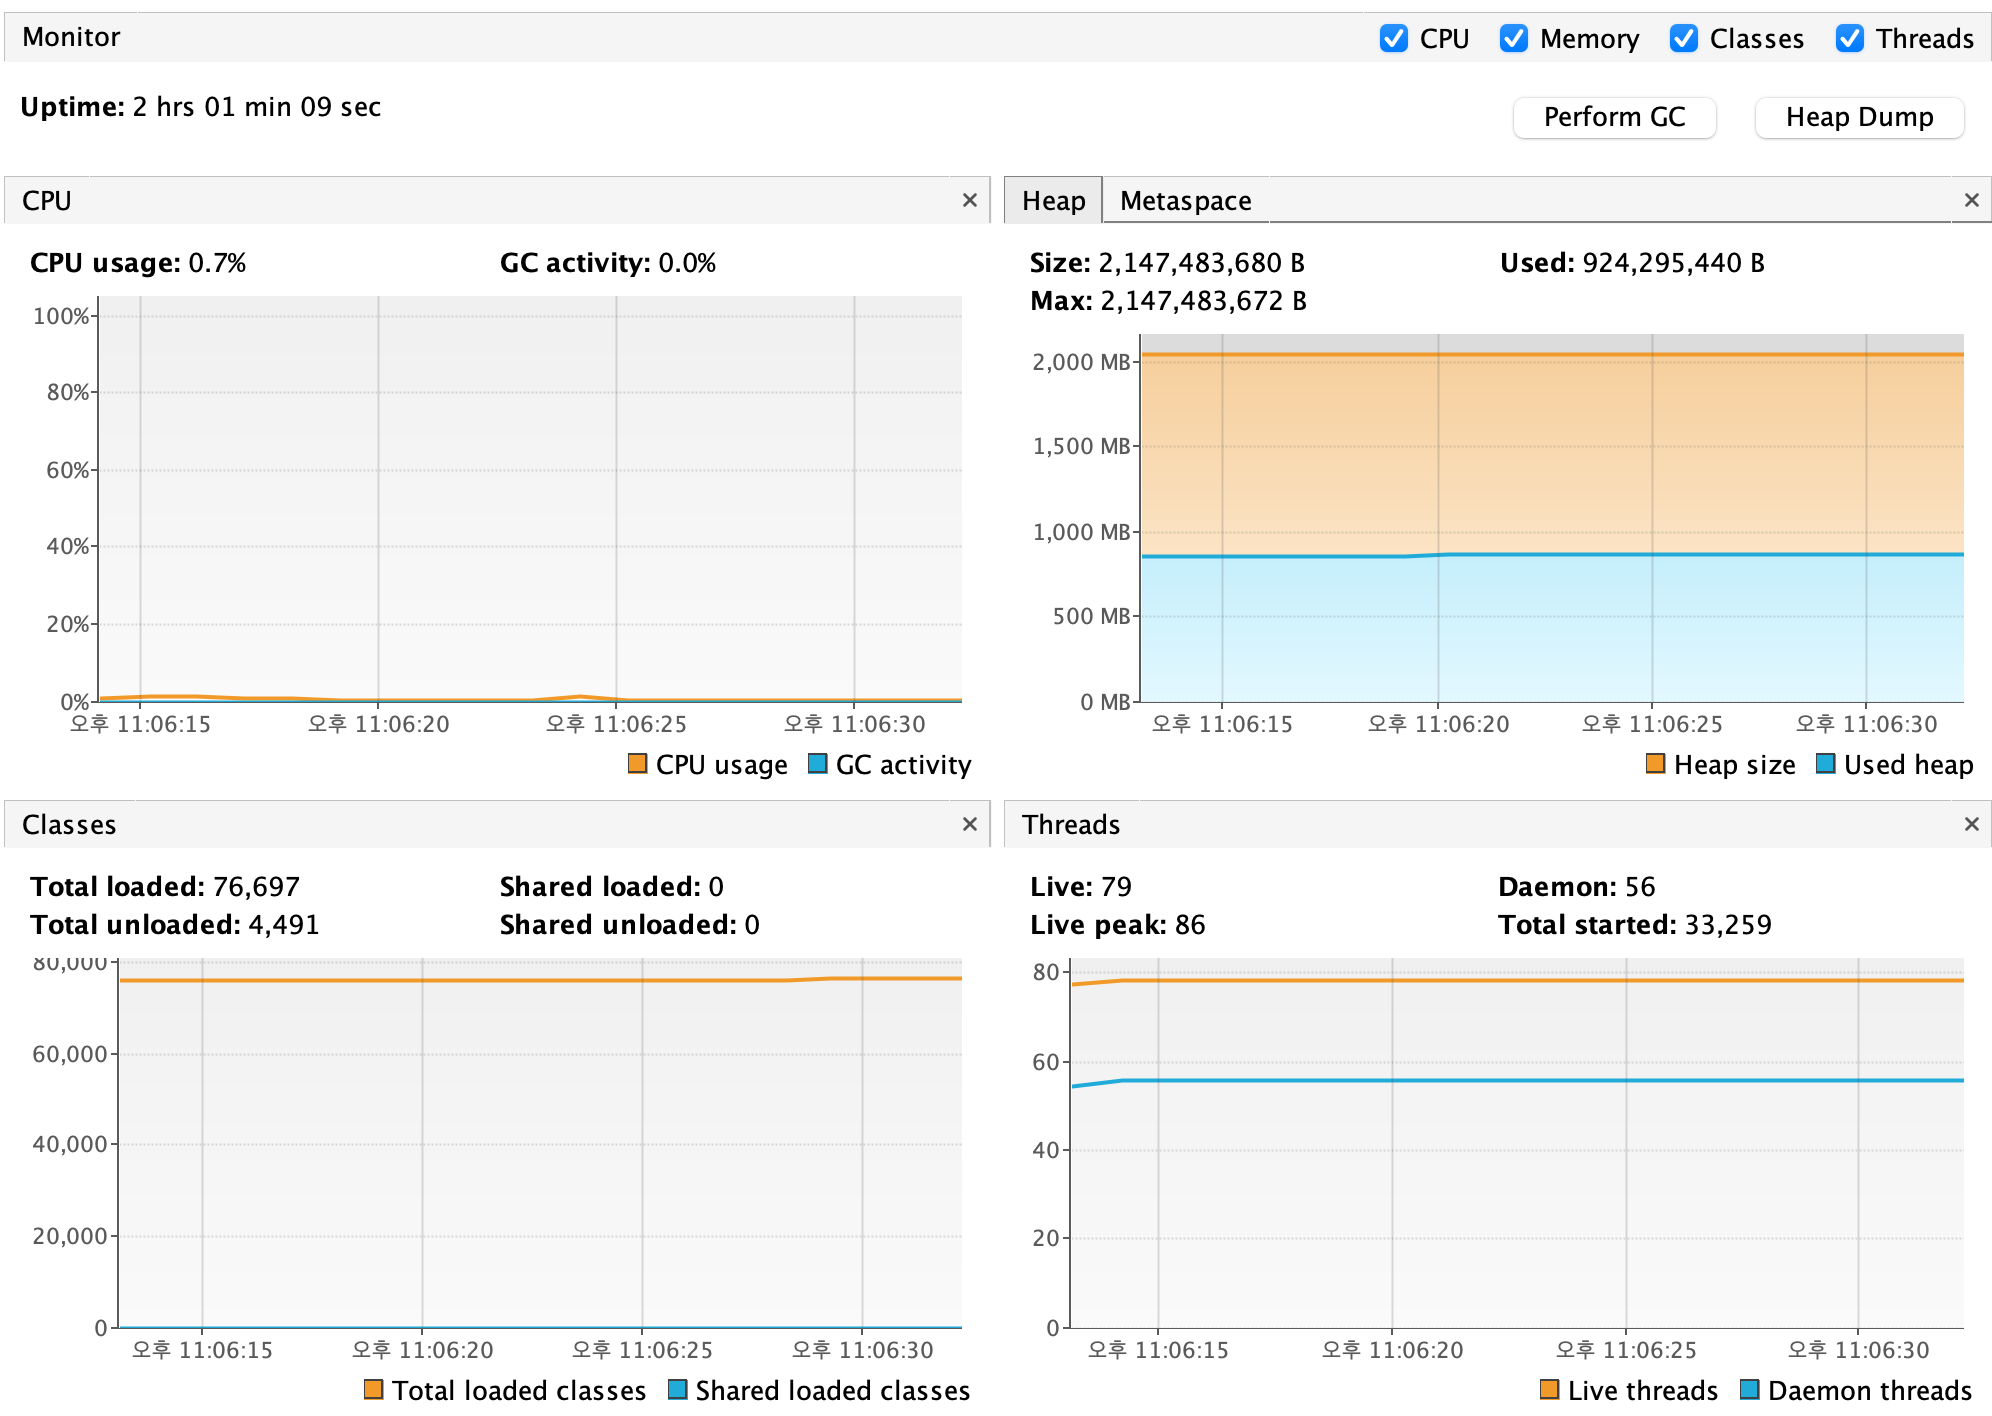 Monitor
CPU Memory Classes Threads
Uptime: 2 hrs 01 min 09 sec
Perform GC Heap Dump
CPU
CPU usage: 0.7% GC activity: 0.0%
100%
80%
60%
40%
20%
0%
오후 11:06:15 오후 11:06:20 오후 11:06:25 오후 11:06:30
CPU usage GC activity
Heap Metaspace
Size: 2,147,483,680 B Used: 924,295,440 B
Max: 2,147,483,672 B
2,000 MB
1,500 MB
1,000 MB
500 MB
0 MB
오후 11:06:15 오후 11:06:20 오후 11:06:25 오후 11:06:30
Heap size Used heap
Classes
Total loaded: 76,697 Shared loaded: 0
Total unloaded: 4,491 Shared unloaded: 0
80,000
60,000
40,000
20,000
0
오후 11:06:15 오후 11:06:20 오후 11:06:25 오후 11:06:30
Total loaded classes Shared loaded classes
Threads
Live: 79 Daemon: 56
Live peak: 86 Total started: 33,259
80
60
40
20
0
오후 11:06:15 오후 11:06:20 오후 11:06:25 오후 11:06:30
Live threads Daemon threads